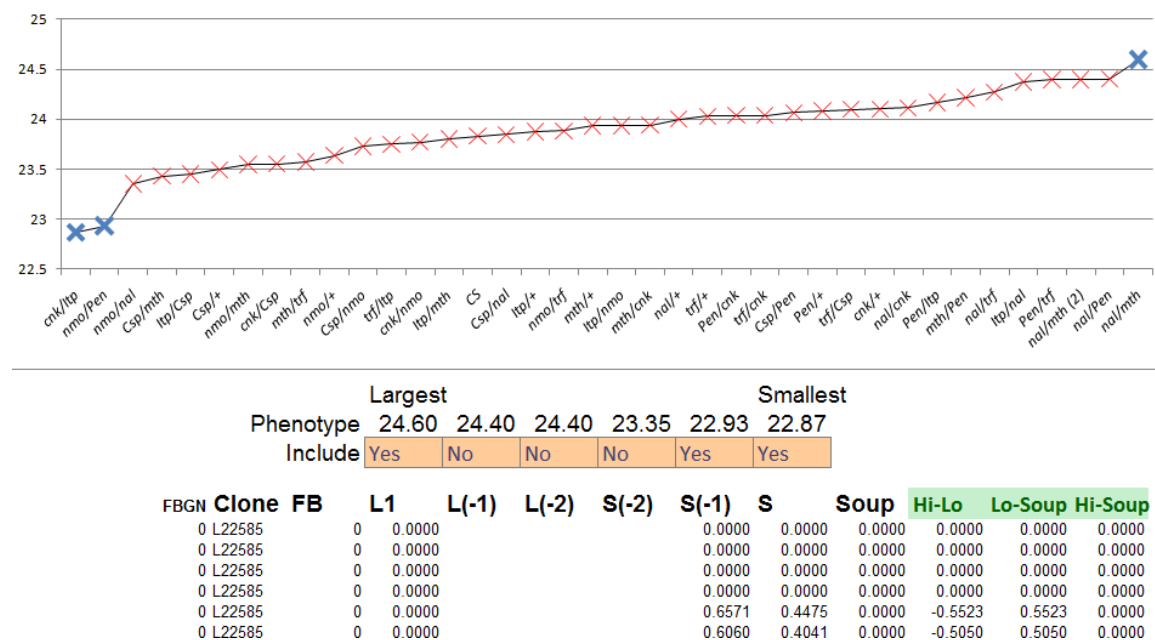 25
24.5
24
23.5
23
22.5
cnk/ltp nmo/Pen nmo/nal Csp/mth ltp/Csp Csp/+ nmo/mth cnk/Csp mth/trf nmo/+ Csp/nmo trf/ltp cnk/nmo ltp/mth CS Csp/nal ltp/+ nmo/trf mth/+ ltp/nmo mth/cnk nal/+ trf/+ Pen/cnk trf/cnk Csp/Pen Pen/+ trf/Csp cnk/+ nal/cnk Pen/ltp mth/Pen nal/trf ltp/nal Pen/trf nal/mth (2) nal/Pen nal/mth
Largest Smallest
Phenotype 24.60 24.40 24.40 23.35 22.93 22.87
Include Yes No No No Yes Yes
FBGN Clone FB L1 L(-1) L(-2) S(-2) S(-1) S Soup Hi-Lo Lo-Soup Hi-Soup
0 L22585 0 0.0000 0.0000 0.0000 0.0000 0.0000 0.0000 0.0000
0 L22585 0 0.0000 0.0000 0.0000 0.0000 0.0000 0.0000 0.0000
0 L22585 0 0.0000 0.0000 0.0000 0.0000 0.0000 0.0000 0.0000
0 L22585 0 0.0000 0.0000 0.0000 0.0000 0.0000 0.0000 0.0000
0 L22585 0 0.0000 0.6571 0.4475 0.0000 -0.5523 0.5523 0.0000
0 L22585 0 0.0000 0.6060 0.4041 0.0000 -0.5050 0.5050 0.0000